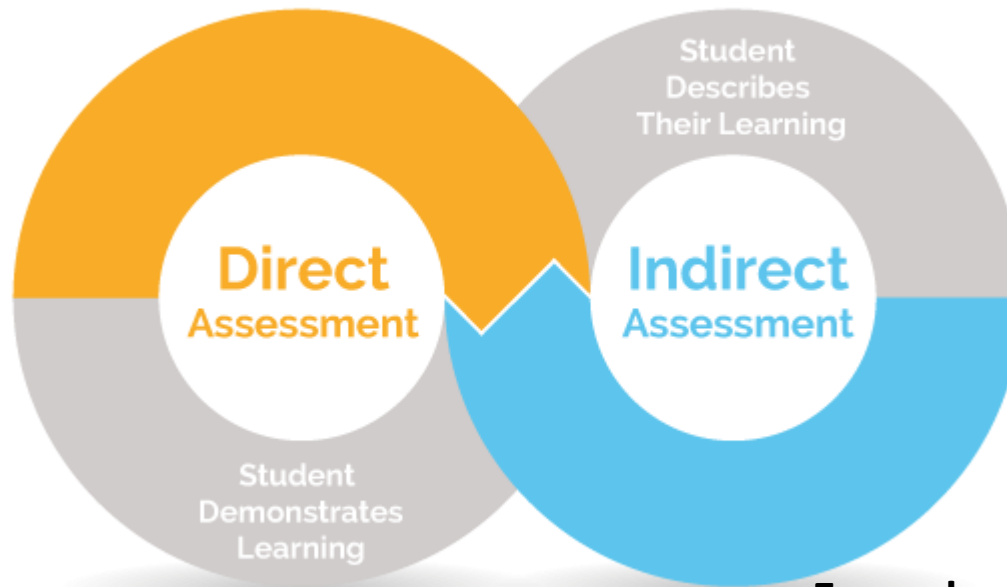 Student
Describes
Their Learning
Direct
Assessment
Indirect
Assessment
Student
Demonstrates
Learning